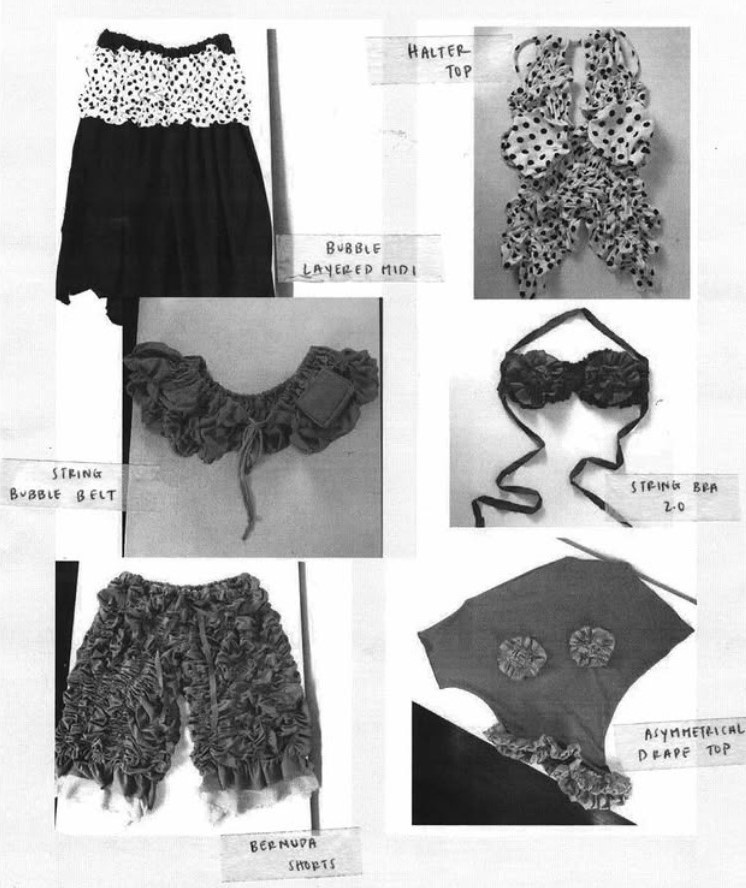 HALTER
TOP
BUBBLE
LAYERED MIDI
STRING
BUBBLE BELT
STRING BRA
2.0
ASYMMETRICAL
DRAPE TOP
BERMUDA
SHORTS